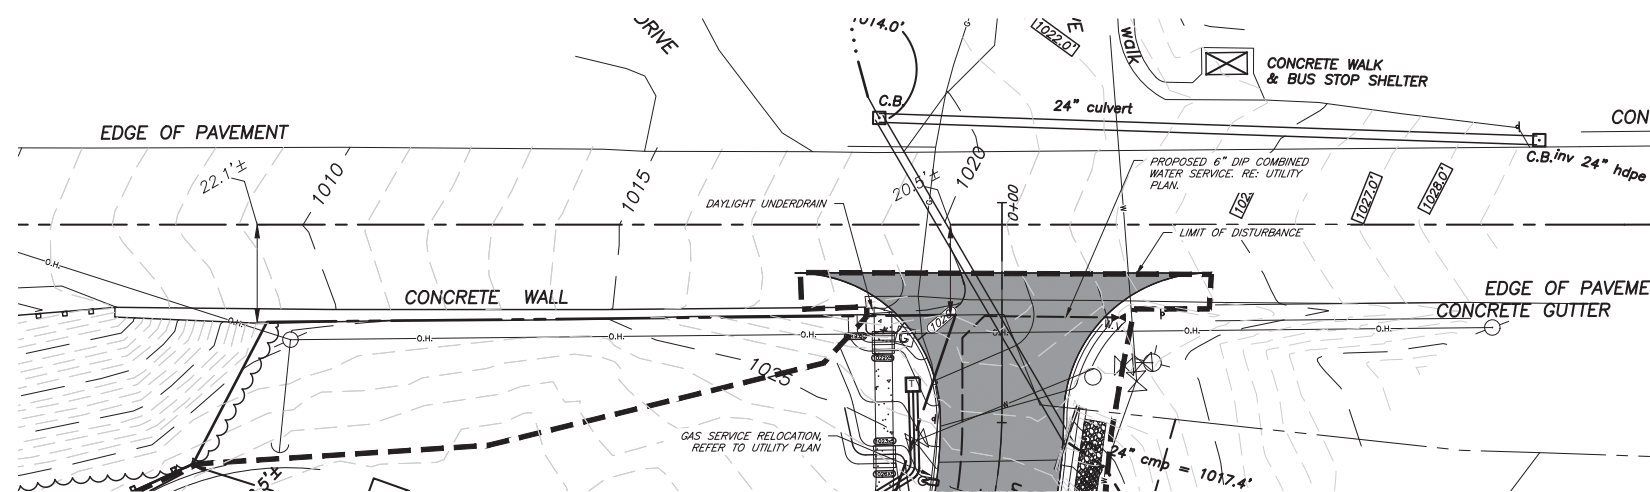 DRIVE
1014.0'
1022.0'
walk
CONCRETE WALK
& BUS STOP SHELTER
C.B.
24" culvert
EDGE OF PAVEMENT
CON
C.B.
inv 24" hdpe
22.1'±
1010
1015
20.5'±
1020
PROPOSED 6" DIP COMBINED
WATER SERVICE. RE: UTILITY
PLAN.
DAYLIGHT UNDERDRAIN
0+00
102
1027.0'
1028.0'
LIMIT OF DISTURBANCE
O.H.
CONCRETE WALL
EDGE OF PAVEME
CONCRETE GUTTER
O.H.
O.H.
O.H.
O.H.
O.H.
O.H.
O.H.
W.V.
1025
T
GAS SERVICE RELOCATION,
REFER TO UTILITY PLAN
24" cmp = 1017.4'
5'±